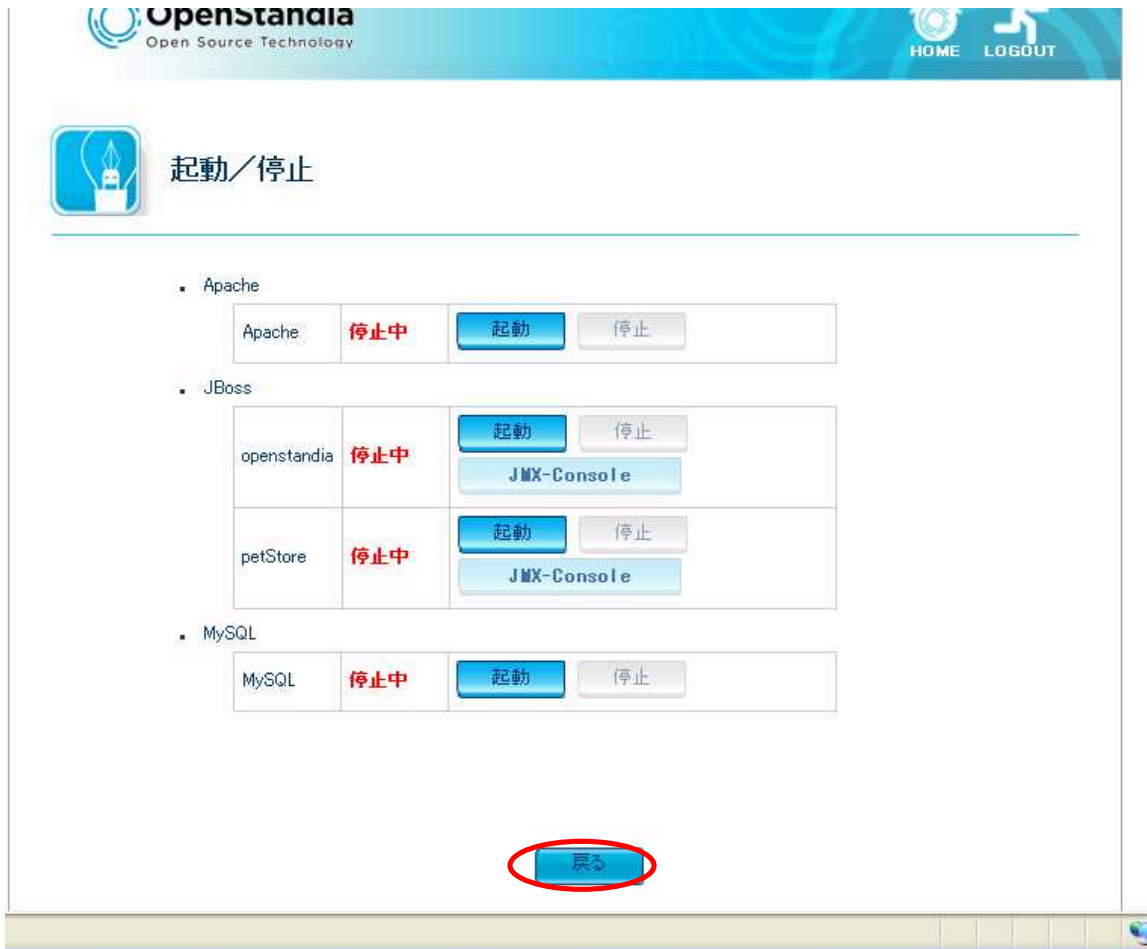 OpenStandia
Open Source Technology
HOME LOGOUT
起動／停止
Apache
Apache 停止中 起動 停止
JBoss
openstandia 停止中 起動 停止
JMX-Console
petStore 停止中 起動 停止
JMX-Console
MySQL
MySQL 停止中 起動 停止
戻る